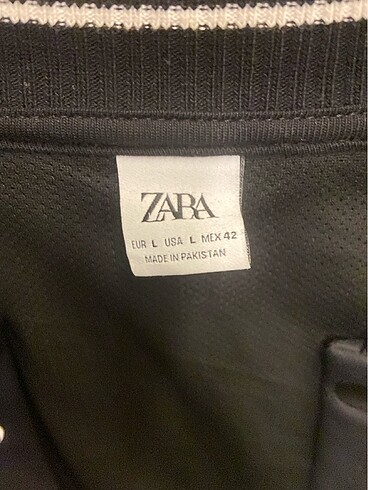 ZARA
EUR L USA L MEX 42
MADE IN PAKISTAN